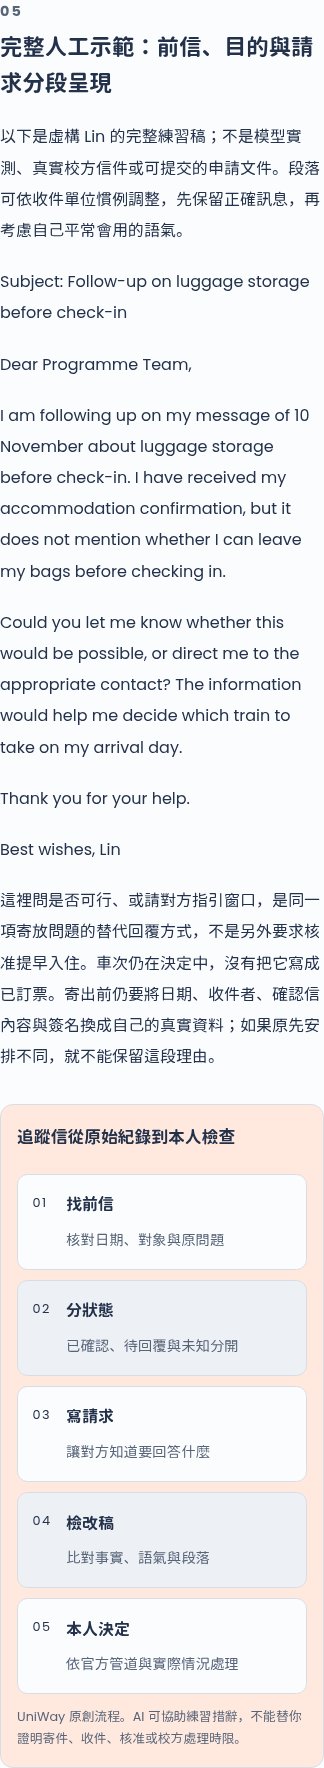 05
完整人工示範：前信、目的與請
求分段呈現
以下是虛構 Lin 的完整練習稿；不是模型實
測、真實校方信件或可提交的申請文件。段落
可依收件單位慣例調整，先保留正確訊息，再
考慮自己平常會用的語氣。
Subject: Follow-up on luggage storage
before check-in
Dear Programme Team,
I am following up on my message of 10
November about luggage storage
before check-in. I have received my
accommodation confirmation, but it
does not mention whether I can leave
my bags before checking in.
Could you let me know whether this
would be possible, or direct me to the
appropriate contact? The information
would help me decide which train to
take on my arrival day.
Thank you for your help.
Best wishes, Lin
這裡問是否可行、或請對方指引窗口，是同一
項寄放問題的替代回覆方式，不是另外要求核
准提早入住。車次仍在決定中，沒有把它寫成
已訂票。寄出前仍要將日期、收件者、確認信
內容與簽名換成自己的真實資料；如果原先安
排不同，就不能保留這段理由。
追蹤信從原始紀錄到本人檢查
01 找前信
核對日期、對象與原問題
02 分狀態
已確認、待回覆與未知分開
03 寫請求
讓對方知道要回答什麼
04 檢改稿
比對事實、語氣與段落
05 本人決定
依官方管道與實際情況處理
UniWay 原創流程。AI 可協助練習措辭，不能替你
證明寄件、收件、核准或校方處理時限。